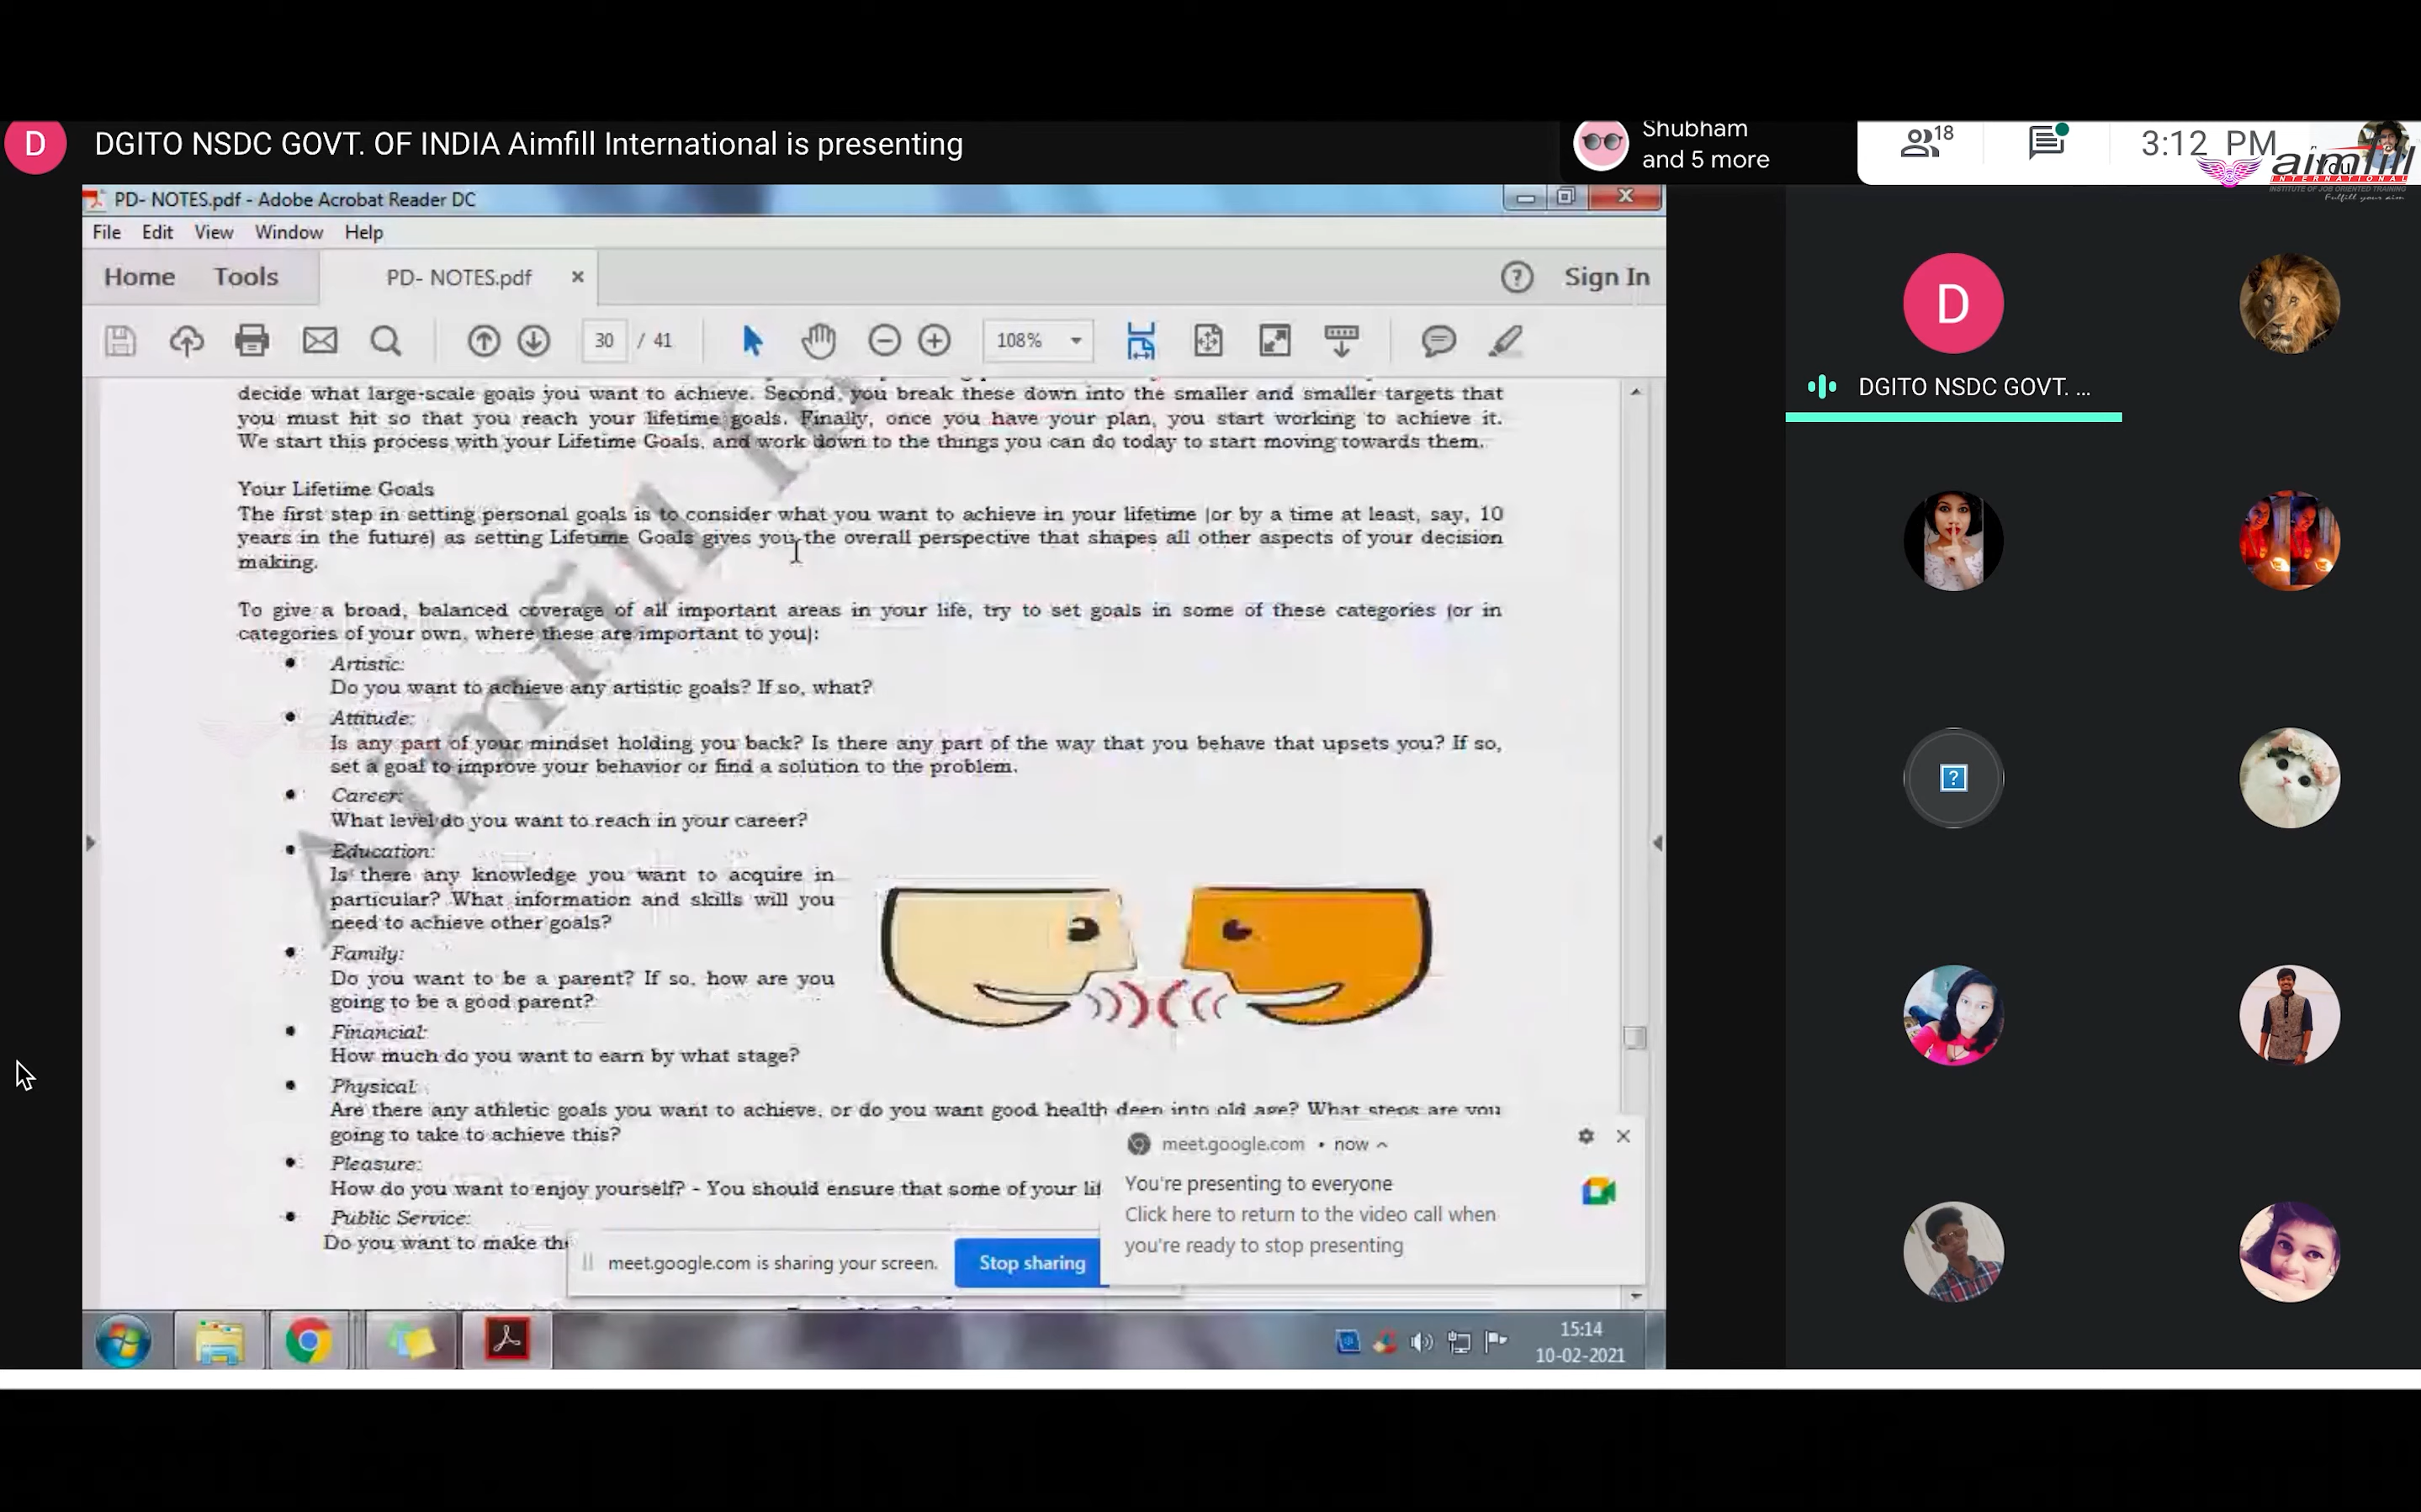 D
DGITO NSDC GOVT. OF INDIA Aimfill International is presenting
Shubham
and 5 more
18
3:12 PM
You
aimfill
INTERNATIONAL
INSTITUTE OF JOB ORIENTED TRAINING
Fulfill your aim
PD- NOTES.pdf - Adobe Acrobat Reader DC
File Edit View Window Help
Home Tools PD- NOTES.pdf × ? Sign In
30 / 41 108%
decide what large-scale goals you want to achieve. Second, you break these down into the smaller and smaller targets that
you must hit so that you reach your lifetime goals. Finally, once you have your plan, you start working to achieve it.
We start this process with your Lifetime Goals, and work down to the things you can do today to start moving towards them.
Your Lifetime Goals
The first step in setting personal goals is to consider what you want to achieve in your lifetime (or by a time at least, say, 10
years in the future) as setting Lifetime Goals gives you the overall perspective that shapes all other aspects of your decision
making.
To give a broad, balanced coverage of all important areas in your life, try to set goals in some of these categories (or in
categories of your own, where these are important to you):
• Artistic:
Do you want to achieve any artistic goals? If so, what?
• Attitude:
Is any part of your mindset holding you back? Is there any part of the way that you behave that upsets you? If so,
set a goal to improve your behavior or find a solution to the problem.
• Career:
What level do you want to reach in your career?
• Education:
Is there any knowledge you want to acquire in
particular? What information and skills will you
need to achieve other goals?
• Family:
Do you want to be a parent? If so, how are you
going to be a good parent?
• Financial:
How much do you want to earn by what stage?
• Physical:
Are there any athletic goals you want to achieve, or do you want good health deep into old age? What steps are you
going to take to achieve this?
• Pleasure:
How do you want to enjoy yourself? - You should ensure that some of your lif
• Public Service:
Do you want to make th
Aimfill In
meet.google.com • now
You're presenting to everyone
Click here to return to the video call when
you're ready to stop presenting
meet.google.com is sharing your screen.
Stop sharing
15:14
10-02-2021
D
DGITO NSDC GOVT. ...
?